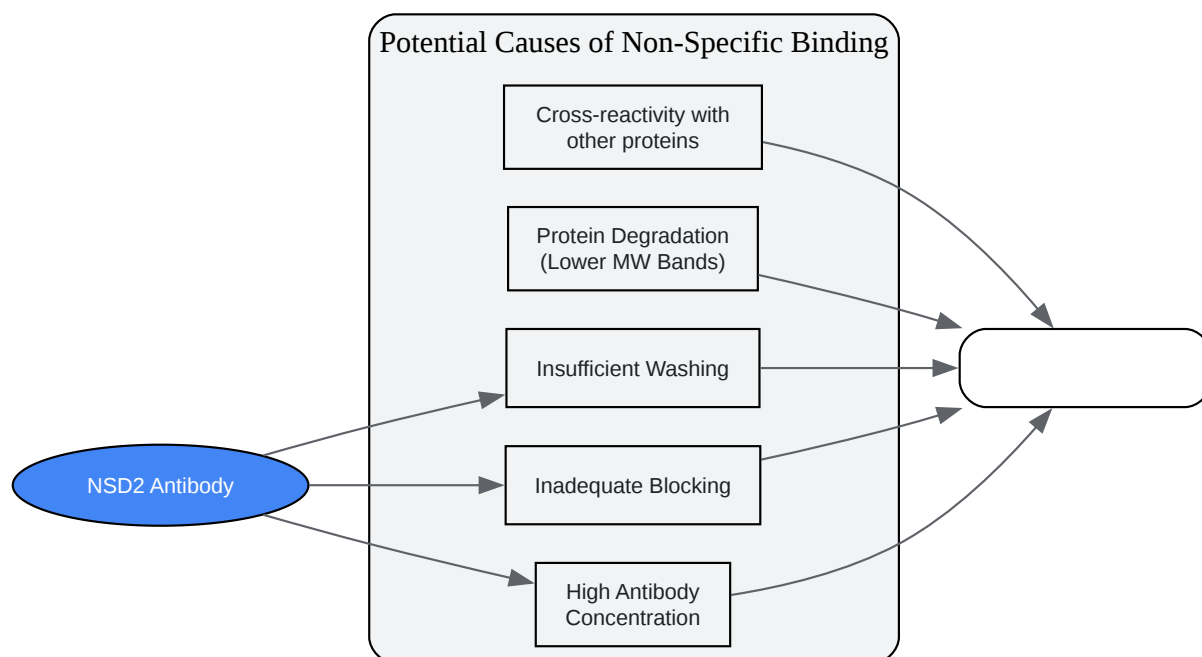 Potential Causes of Non-Specific Binding
Cross-reactivity with
other proteins
Protein Degradation
(Lower MW Bands)
Insufficient Washing
NSD2 Antibody
Inadequate Blocking
High Antibody
Concentration